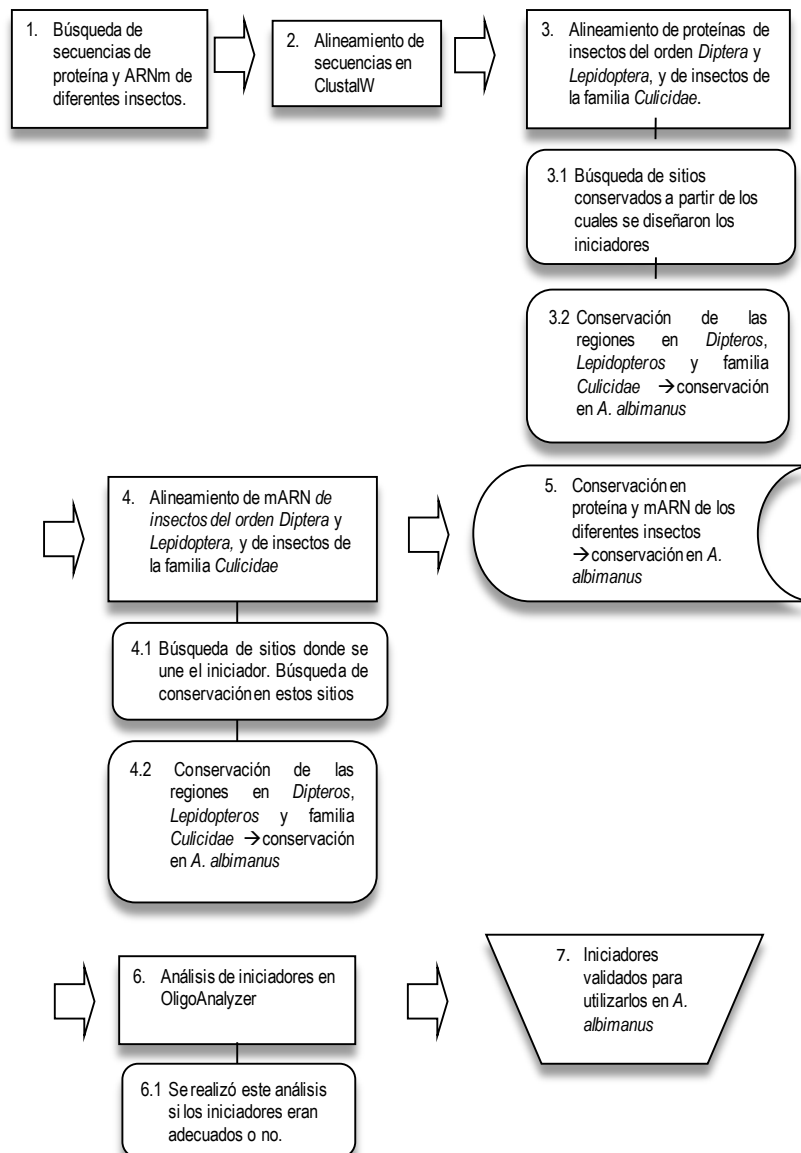 1. Búsqueda de
secuencias de
proteína y ARNm de
diferentes insectos.
2. Alineamiento de
secuencias en
ClustalW
3. Alineamiento de proteínas de
insectos del orden Diptera y
Lepidoptera, y de insectos de
la familia Culicidae.
3.1 Búsqueda de sitios
conservados a partir de los
cuales se diseñaron los
iniciadores
3.2 Conservación de las
regiones en Dipteros,
Lepidopteros y familia
Culicidae →conservación
en A. albimanus
4. Alineamiento de mARN de
insectos del orden Diptera y
Lepidoptera, y de insectos de
la familia Culicidae
4.1 Búsqueda de sitios donde se
une el iniciador. Búsqueda de
conservación en estos sitios
4.2 Conservación de las
regiones en Dipteros,
Lepidopteros y familia
Culicidae →conservación
en A. albimanus
5. Conservación en
proteína y mARN de los
diferentes insectos
→conservación en A.
albimanus
6. Análisis de iniciadores en
OligoAnalyzer
6.1 Se realizó este análisis
si los iniciadores eran
adecuados o no.
7. Iniciadores
validados para
utilizarlos en A.
albimanus